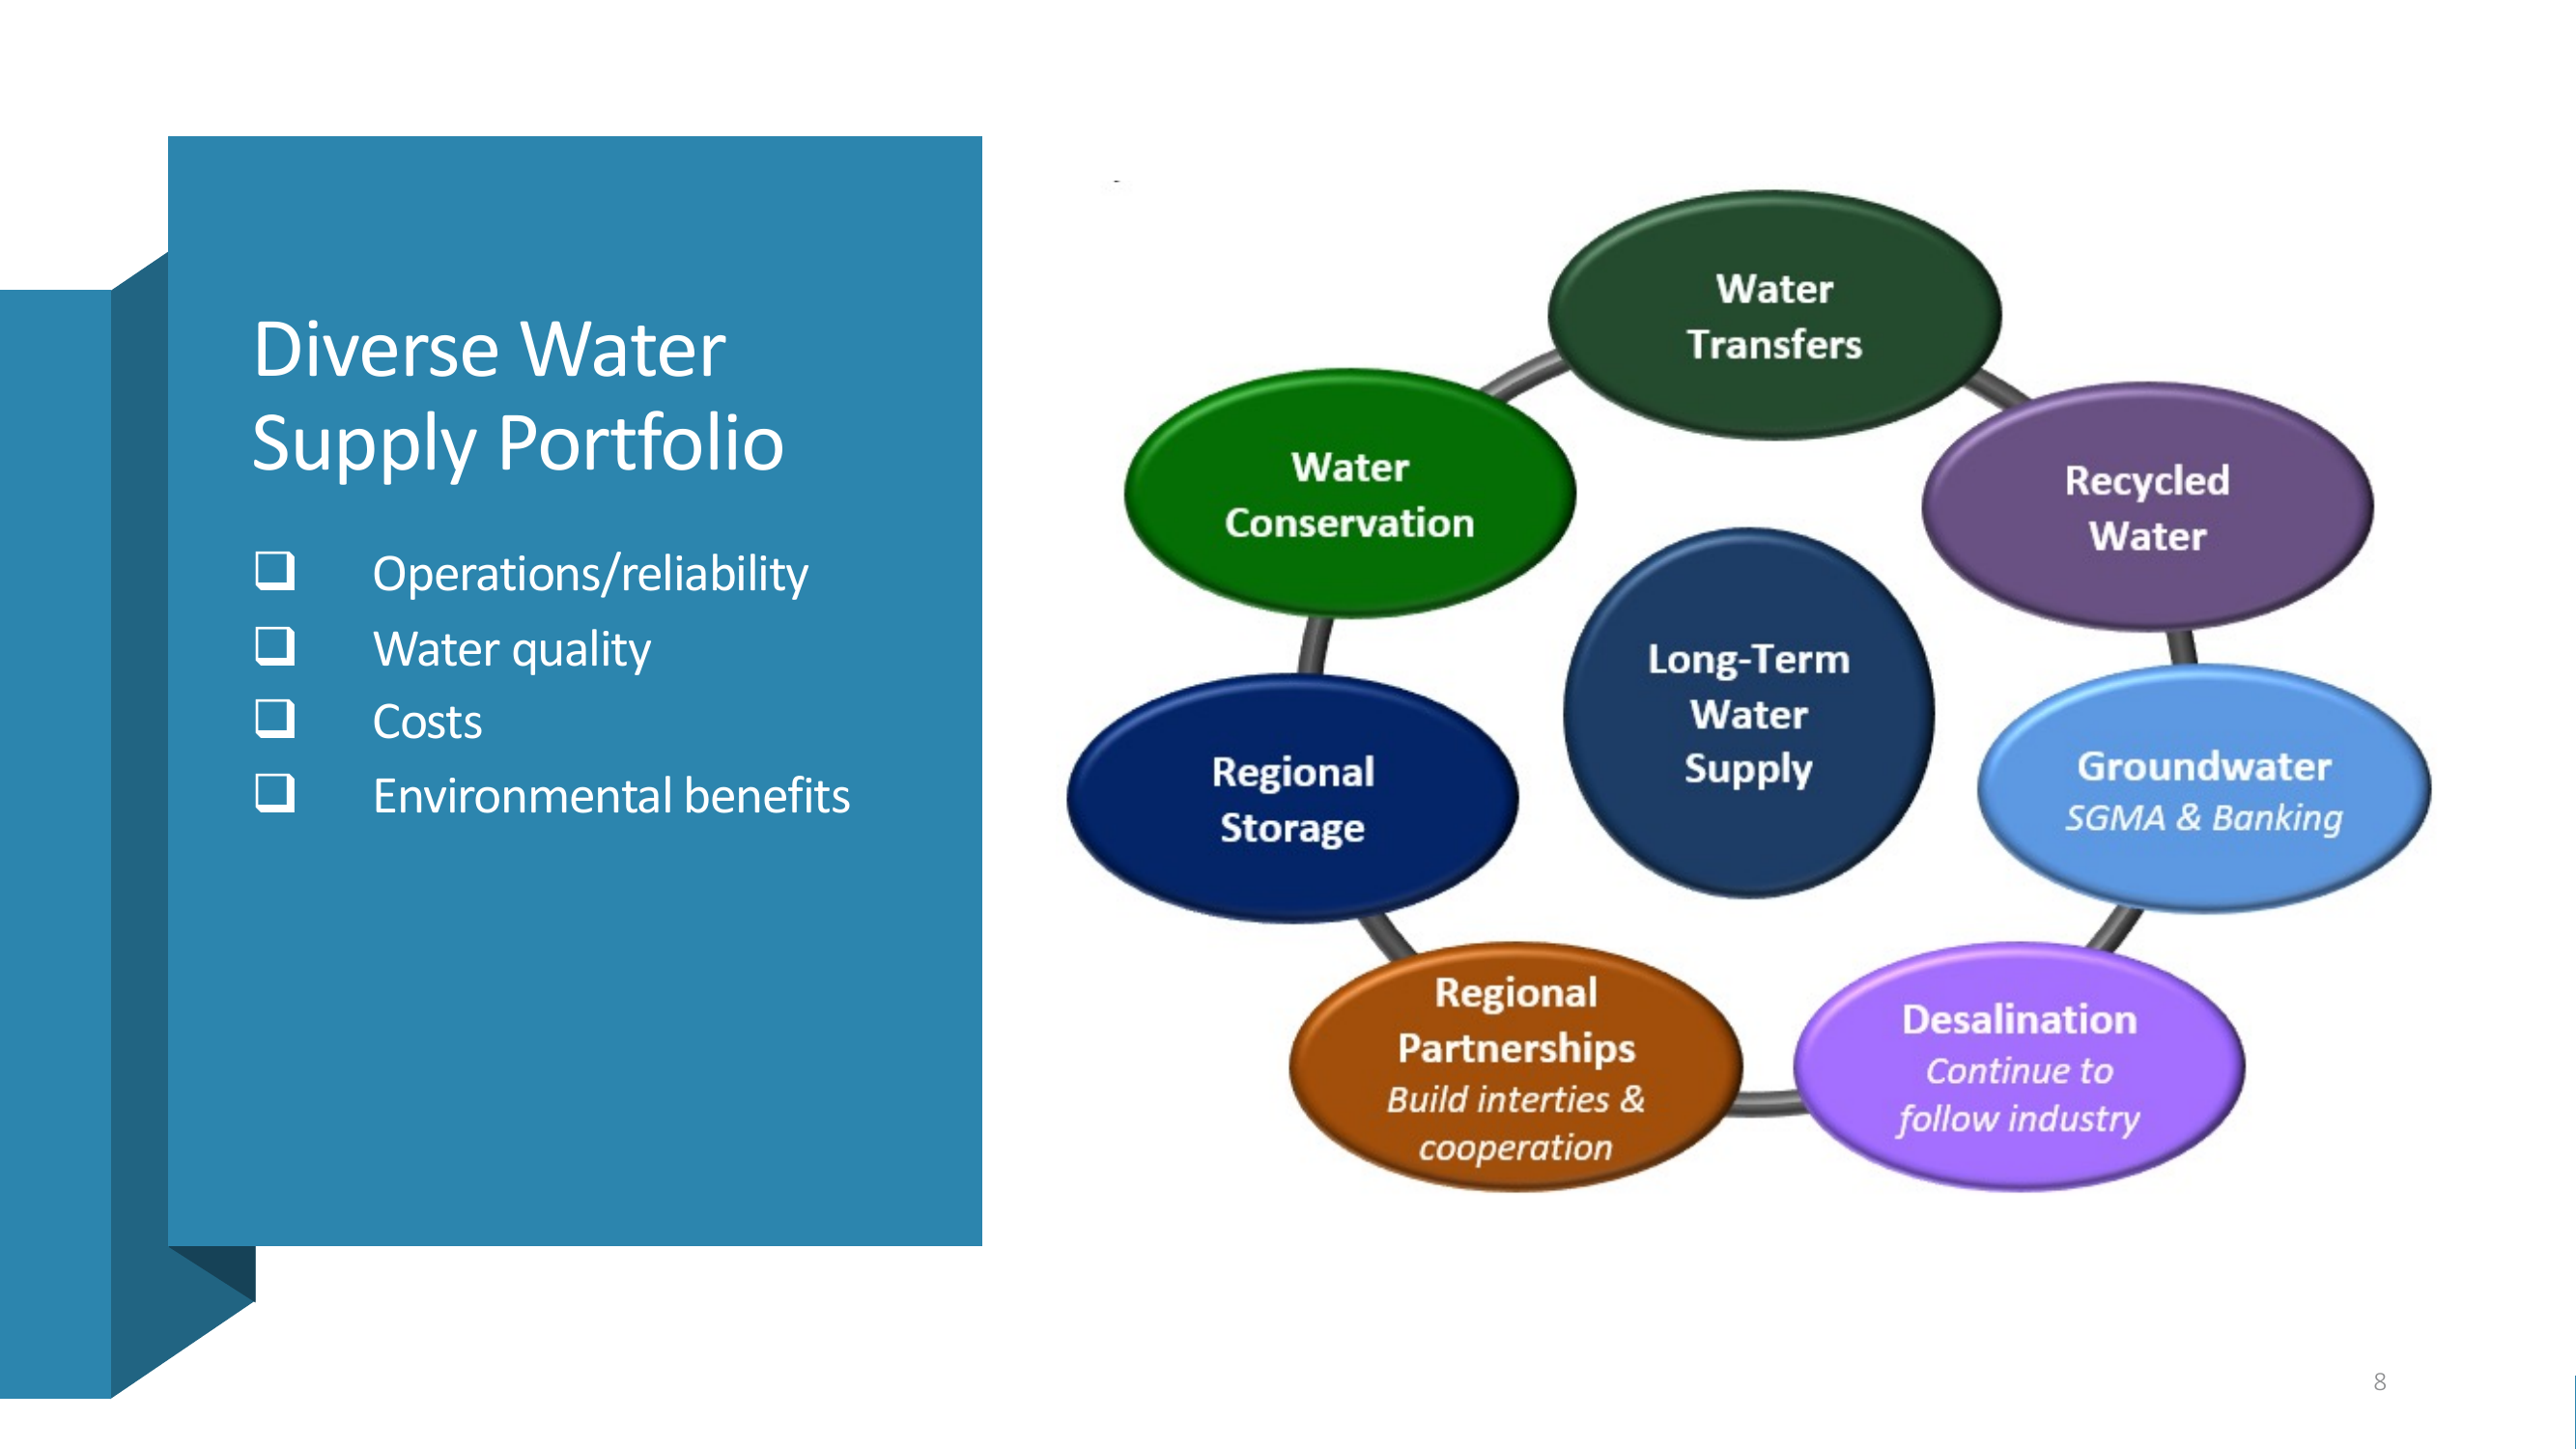 Diverse Water
Supply Portfolio
Operations/reliability
Water quality
Costs
Environmental benefits
Water
Transfers
Recycled
Water
Groundwater
SGMA & Banking
Desalination
Continue to
follow industry
Regional
Partnerships
Build interties &
cooperation
Regional
Storage
Water
Conservation
Long-Term
Water
Supply
8